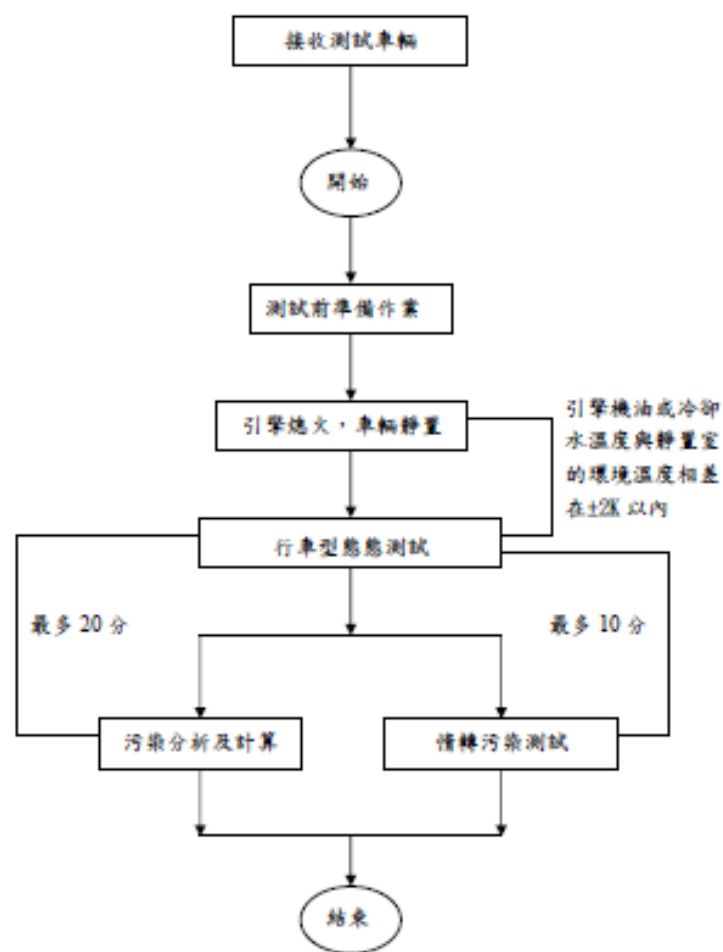 接收測試車輛
開始
測試前準備作業
引擎熄火，車輛靜置
引擎機油或冷卻
水溫度與靜置室
的環境溫度相差
在±2K 以內
行車型態態測試
最多 20 分
最多 10 分
污染分析及計算
惰轉污染測試
結束